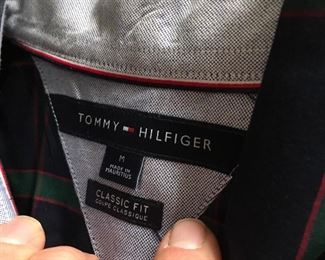 TOMMY HILFIGER
M
MADE IN
MAURITIUS
CLASSIC FIT
COUPE CLASSIQUE